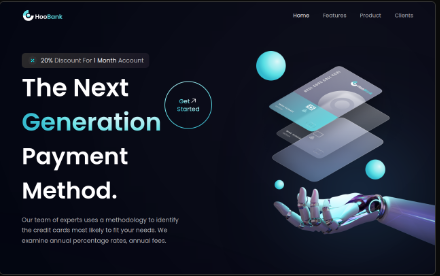 HooBank
Home Features Product Clients
20% Discount For 1 Month Account
The Next
Generation
Payment
Method.
Get
Started
Our team of experts uses a methodology to identify
the credit cards most likely to fit your needs. We
examine annual percentage rates, annual fees.